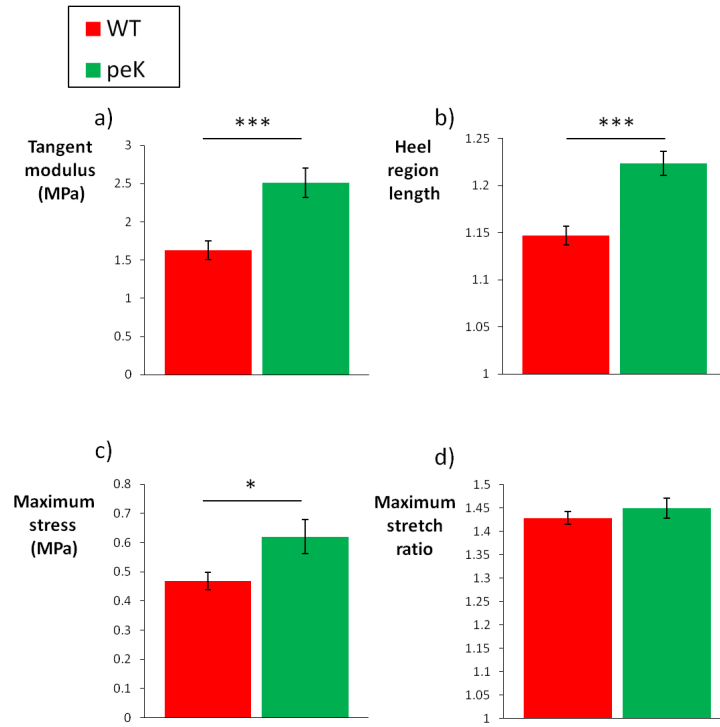 WT
peK
a)
Tangent
modulus
(MPa)
***
3
2.5
2
1.5
1
0.5
0
b)
Heel
region
length
***
1.25
1.2
1.15
1.1
1.05
1
c)
Maximum
stress
(MPa)
*
0.8
0.7
0.6
0.5
0.4
0.3
0.2
0.1
0
d)
Maximum
stretch
ratio
1.5
1.45
1.4
1.35
1.3
1.25
1.2
1.15
1.1
1.05
1